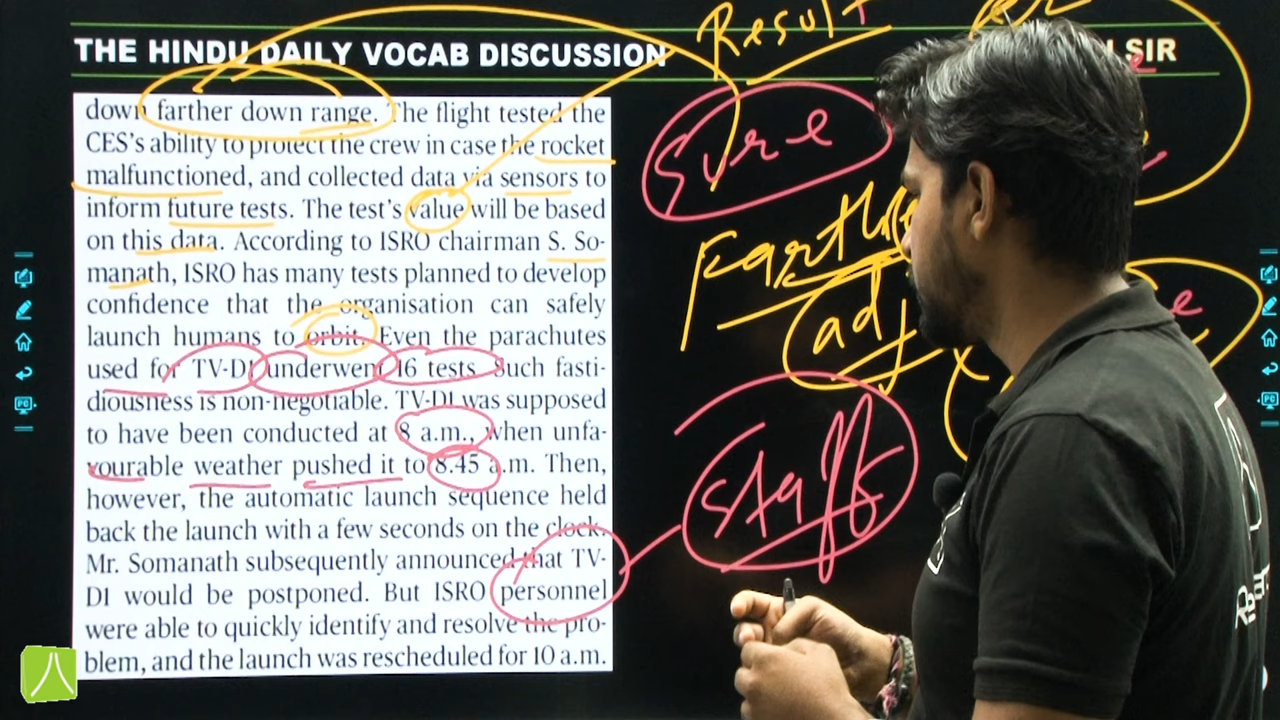 THE HINDU DAILY VOCAB DISCUSSION
SIR
down farther down range. The flight tested the
CES's ability to protect the crew in case the rocket
malfunctioned, and collected data via sensors to
inform future tests. The test's value will be based
on this data. According to ISRO chairman S. So-
manath, ISRO has many tests planned to develop
confidence that the organisation can safely
launch humans to orbit. Even the parachutes
used for TV-D1 underwent 16 tests. Such fasti-
diousness is non-negotiable. TV-D1 was supposed
to have been conducted at 8 a.m., when unfa-
vourable weather pushed it to 8.45 a.m. Then,
however, the automatic launch sequence held
back the launch with a few seconds on the clock.
Mr. Somanath subsequently announced that TV-
D1 would be postponed. But ISRO personnel
were able to quickly identify and resolve the pro-
blem, and the launch was rescheduled for 10 a.m.
Result
Sure
Farth
adj
Staff
PC
PC